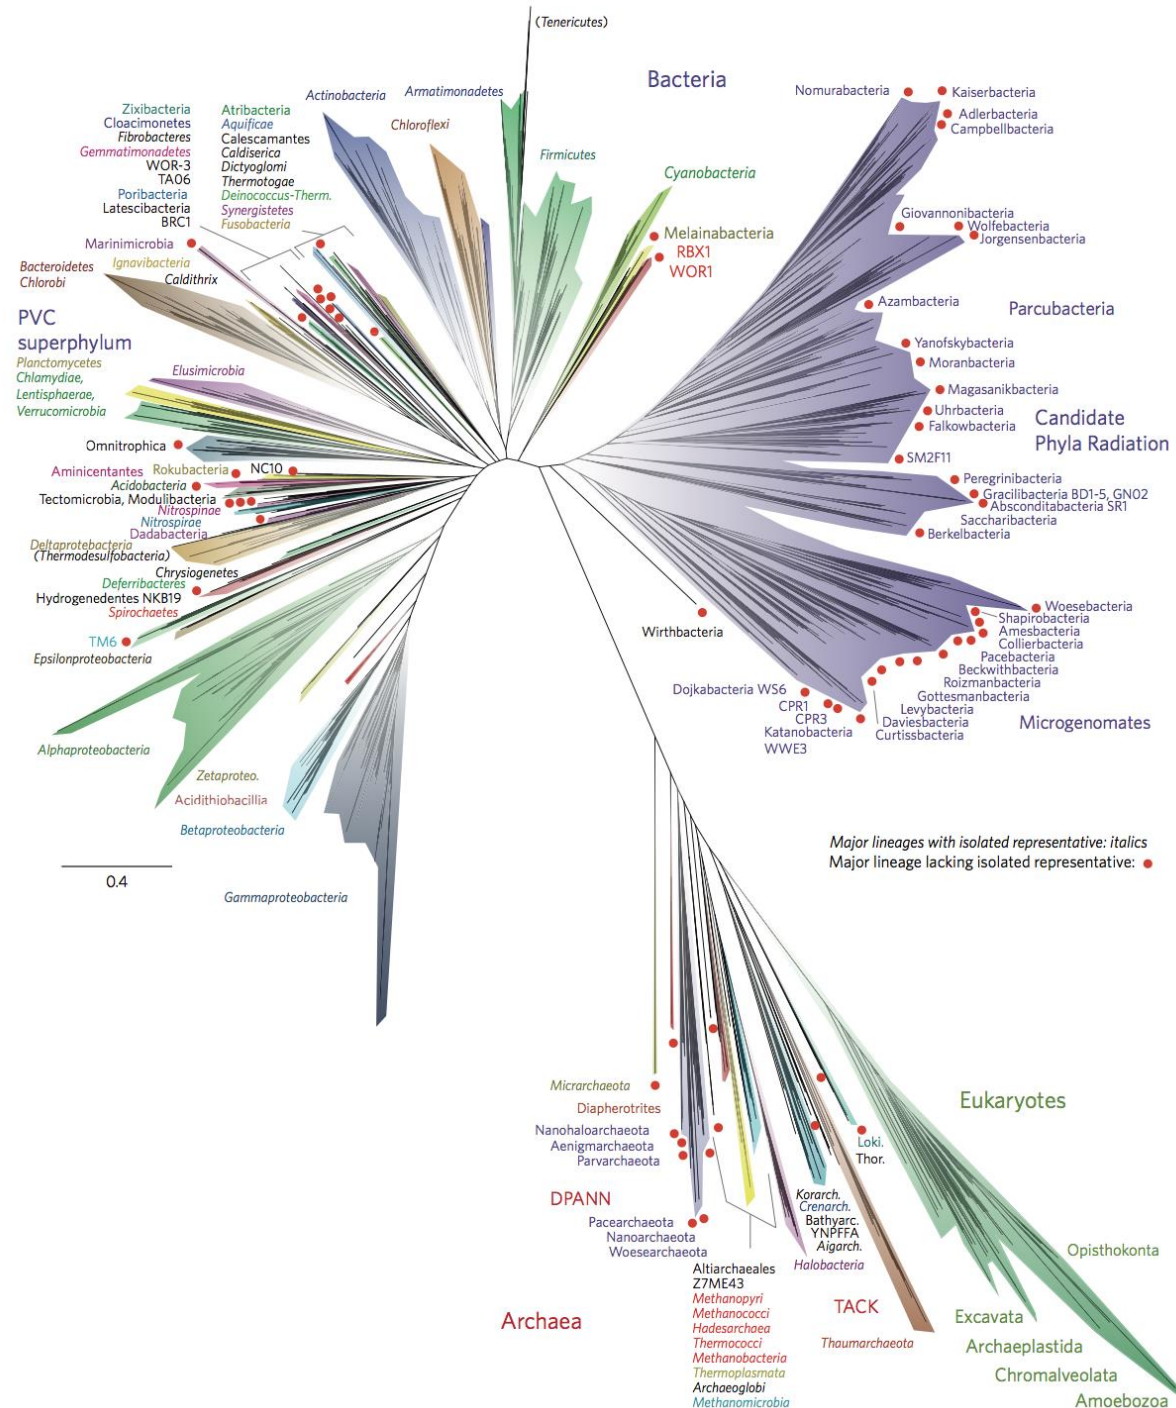 (Tenericutes)
Bacteria
Actinobacteria
Armatimonadetes
Nomurabacteria
Kaiserbacteria
Adlerbacteria
Campbellbacteria
Zixibacteria
Cloacimonetes
Fibrobacteres
Gemmatimonadetes
WOR-3
TA06
Poribacteria
Latescibacteria
BRC1
Atribacteria
Aquificae
Calescamantes
Caldiserica
Dictyoglomi
Thermotogae
Deinococcus-Therm.
Synergistetes
Fusobacteria
Chloroflexi
Firmicutes
Cyanobacteria
Melainabacteria
RBX1
WOR1
Giovannonibacteria
Wolfebacteria
Jorgensenbacteria
Marinimicrobia
Ignavibacteria
Bacteroidetes
Chlorobi
Caldithrix
Azambacteria
Parcubacteria
PVC
superphylum
Planctomycetes
Chlamydiae,
Lentisphaerae,
Verrucomicrobia
Elusimicrobia
Yanofskybacteria
Moranbacteria
Magasanikbacteria
Uhrbacteria
Falkowbacteria
Candidate
Phyla Radiation
SM2F11
Omnitrophica
Aminicentantes
Rokubacteria
NC10
Acidobacteria
Tectomicrobia, Modulibacteria
Nitrospinae
Nitrospirae
Dadabacteria
Deltaprotebacteria
(Thermodesulfobacteria)
Chrysiogenetes
Deferribacteres
Hydrogenedentes NKB19
Spirochaetes
TM6
Epsilonproteobacteria
Peregrinibacteria
Gracilibacteria BD1-5, GN02
Absconditabacteria SR1
Saccharibacteria
Berkelbacteria
Woesebacteria
Shapirobacteria
Amesbacteria
Collierbacteria
Pacebacteria
Beckwithbacteria
Roizmanbacteria
Gottesmanbacteria
Levybacteria
Daviesbacteria
Curtissbacteria
Microgenomates
Wirthbacteria
Dojkabacteria WS6
CPR1
CPR3
Katanobacteria
WWE3
Alphaproteobacteria
Zetaproteo.
Acidithiobacillia
Betaproteobacteria
Gammaproteobacteria
0.4
Major lineages with isolated representative: italics
Major lineage lacking isolated representative:
Micrarchaeota
Diapherotrites
Nanohaloarchaeota
Aenigmarchaeota
Parvarchaeota
DPANN
Pacearchaeota
Nanoarchaeota
Woesearchaeota
Archaea
Altiarchaeales
Z7ME43
Methanopyri
Methanococci
Hadesarchaea
Thermococci
Methanobacteria
Thermoplasmata
Archaeoglobi
Methanomicrobia
Halobacteria
Korarch.
Crenarch.
Bathyarc.
YNPFFA
Aigarch.
Loki.
Thor.
TACK
Thaumarchaeota
Eukaryotes
Opisthokonta
Excavata
Archaeplastida
Chromalveolata
Amoebozoa